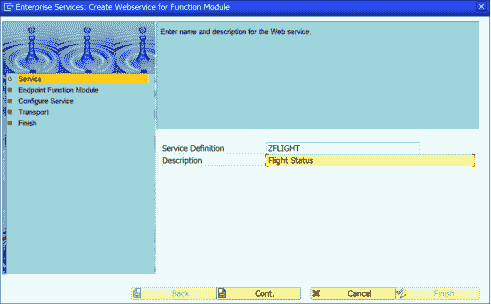 Enterprise Services: Create Webservice for Function Module
Enter name and description for the Web service.
Service
Endpoint Function Module
Configure Service
Transport
Finish
Service Definition ZFLIGHT
Description Flight Status
Back Cont. Cancel Finish